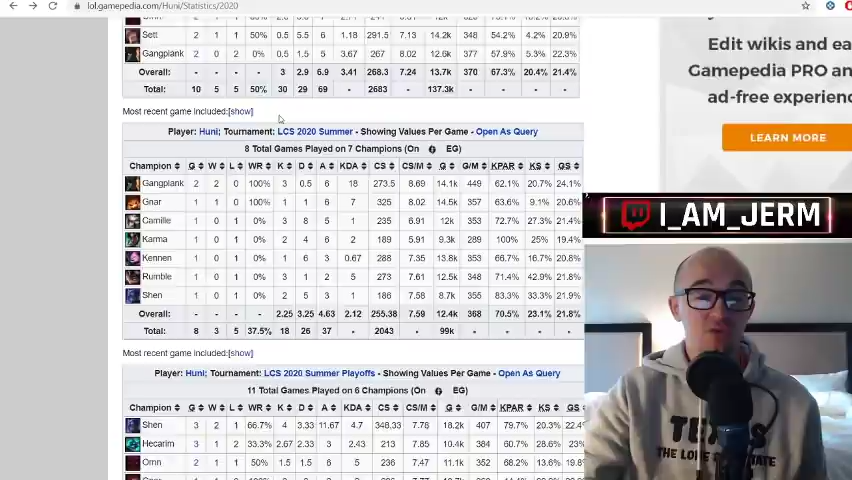 lol.gamepedia.com/Huni/Statistics/2020
Sett 2 1 1 50% 0.5 5.5 6 1.18 291.5 7.13 14.2k 348 54.2% 4.2% 20.9%
Gangplank 2 0 2 0% 0.5 1.5 5 3.67 267 8.02 12.6k 377 57.9% 5.3% 22.3%
Overall: - - - - 3 2.9 6.9 3.41 268.3 7.24 13.7k 370 67.3% 20.4% 21.4%
Total: 10 5 5 50% 30 29 69 - 2683 - 137.3k - - - -
Most recent game included:[show]
Player: Huni; Tournament: LCS 2020 Summer - Showing Values Per Game - Open As Query
8 Total Games Played on 7 Champions (On EG)
Champion G W L WR K D A KDA CS CS/M G G/M KPAR KS GS
Gangplank 2 2 0 100% 3 0.5 6 18 273.5 8.69 14.1k 449 62.1% 20.7% 24.1%
Gnar 1 1 0 100% 1 1 6 7 325 8.02 14.5k 357 63.6% 9.1% 20.6%
Camille 1 0 1 0% 3 8 5 1 235 6.91 12k 353 72.7% 27.3% 21.4%
Karma 1 0 1 0% 2 4 6 2 189 5.91 9.3k 289 100% 25% 19.4%
Kennen 1 0 1 0% 1 6 3 0.67 288 7.35 13.8k 353 66.7% 16.7% 20.8%
Rumble 1 0 1 0% 3 1 2 5 273 7.61 12.5k 348 71.4% 42.9% 21.8%
Shen 1 0 1 0% 2 5 3 1 186 7.58 8.7k 355 83.3% 33.3% 21.9%
Overall: - - - - 2.25 3.25 4.63 2.12 255.38 7.59 12.4k 368 70.5% 23.1% 21.8%
Total: 8 3 5 37.5% 18 26 37 - 2043 - 99k - - - -
Most recent game included:[show]
Player: Huni; Tournament: LCS 2020 Summer Playoffs - Showing Values Per Game - Open As Query
11 Total Games Played on 6 Champions (On EG)
Champion G W L WR K D A KDA CS CS/M G G/M KPAR KS GS
Shen 3 2 1 66.7% 4 3.33 11.67 4.7 348.33 7.78 18.2k 407 79.7% 20.3% 22.4%
Hecarim 3 1 2 33.3% 2.67 2.33 3 2.43 213 7.85 10.4k 384 60.7% 28.6% 23%
Ornn 2 1 1 50% 1.5 1.5 6 5 236 7.47 11.1k 352 68.2% 13.6% 19.8%
Edit wikis and ea
Gamepedia PRO an
ad-free experienc
LEARN MORE
I_AM_JERM
TEXAS
THE LONE STAR STATE